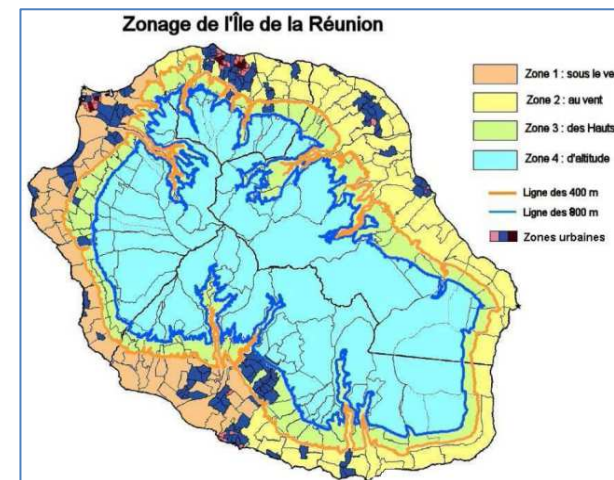 Zonage de l'Île de la Réunion
Zone 1 : sous le ve
Zone 2 : au vent
Zone 3 : des Hauts
Zone 4 : d'altitude
Ligne des 400 m
Ligne des 800 m
Zones urbaines